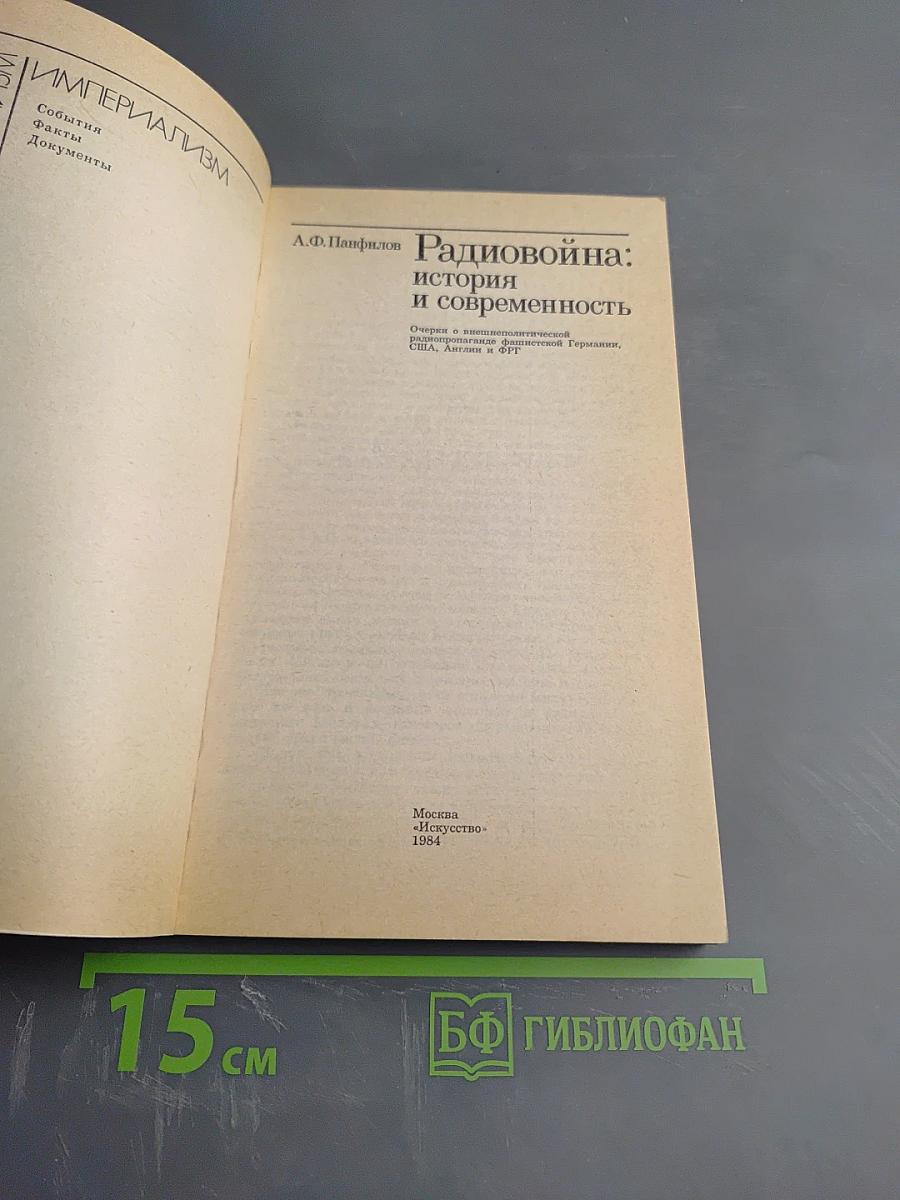 ИМПЕРИАЛИЗМ
События
Факты
Документы
А.Ф.Панфилов
Радиовойна:
история
и современность
Очерки о внешнеполитической
радиопропаганде фашистской Германии,
США, Англии и ФРГ
Москва
«Искусство»
1984
15 см
БФ ГИБЛИОФАН